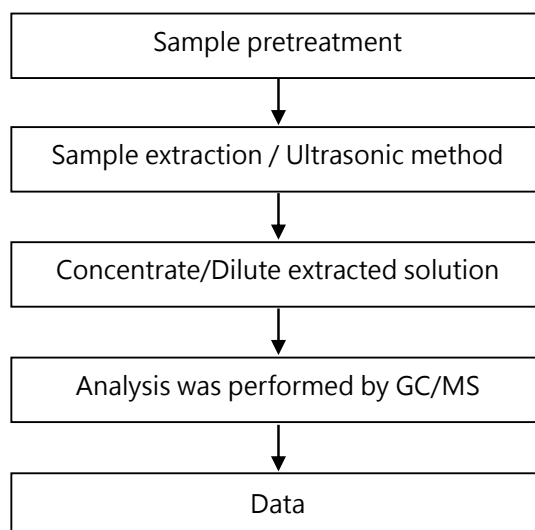 Sample pretreatment
Sample extraction / Ultrasonic method
Concentrate/Dilute extracted solution
Analysis was performed by GC/MS
Data